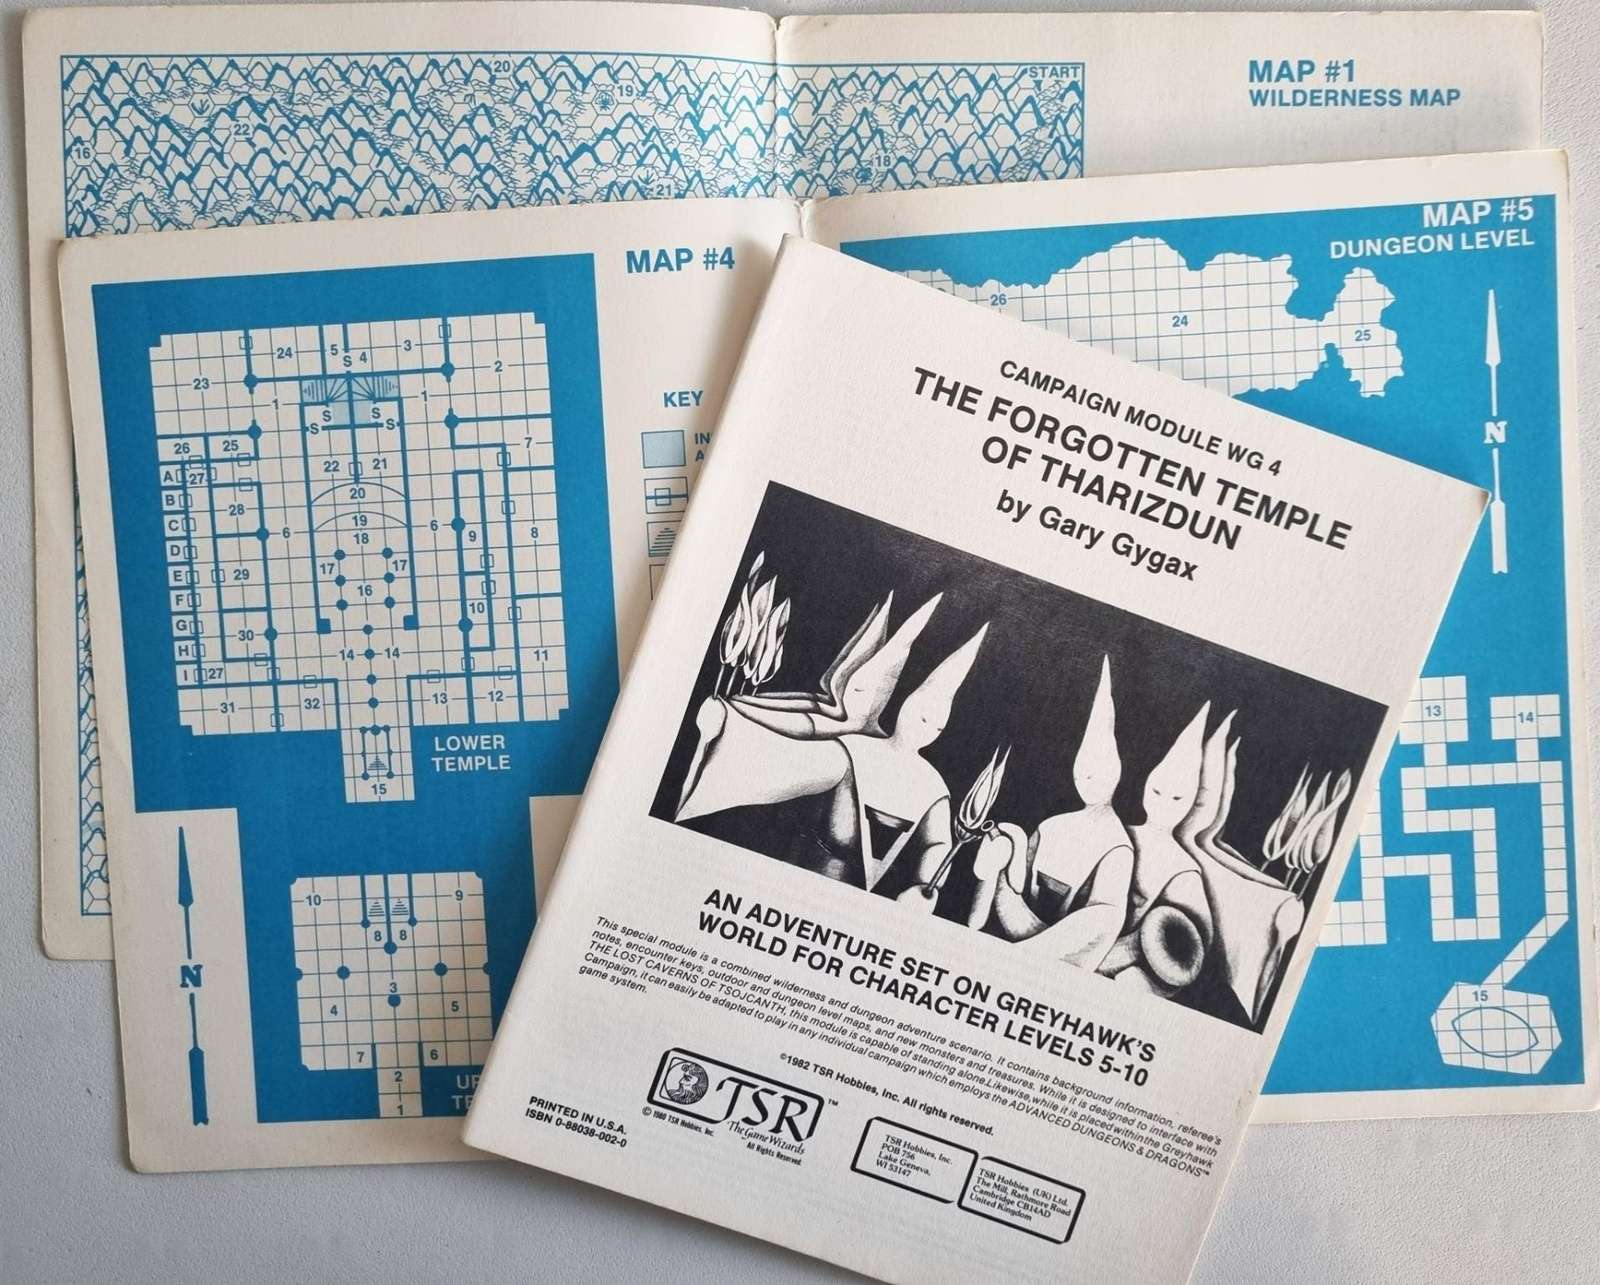 MAP #1
WILDERNESS MAP
START
20
19
22
16
18
21
MAP #4
KEY
23
24
5
S
4
3
2
1
1
S
S
S
S
26
25
7
A
27
B
C
D
E
F
G
H
I
27
22
21
20
19
18
28
6
6
9
8
29
17
17
16
10
30
14
14
11
31
32
13
12
15
LOWER
TEMPLE
N
10
9
8
8
3
4
5
7
6
2
1
MAP #5
DUNGEON LEVEL
26
24
25
N
13
14
15
CAMPAIGN MODULE WG 4
THE FORGOTTEN TEMPLE
OF THARIZDUN
by Gary Gygax
AN ADVENTURE SET ON GREYHAWK'S
WORLD FOR CHARACTER LEVELS 5-10
This special module is a combined wilderness and dungeon adventure scenario. It contains background information, referee's
notes, encounter keys, outdoor and dungeon level maps, and new monsters and treasures. While it is designed to interface with
THE LOST CAVERNS OF TSOJCANTH, this module is capable of standing alone. Likewise, while it is placed within the Greyhawk
Campaign, it can easily be adapted to play in any individual campaign which employs the ADVANCED DUNGEONS & DRAGONS™
game system.
©1982 TSR Hobbies, Inc. All rights reserved.
PRINTED IN U.S.A.
ISBN 0-88038-002-0
TSR™
The Game Wizards
© 1980 TSR Hobbies, Inc.
All Rights Reserved.
TSR Hobbies, Inc.
POB 756
Lake Geneva,
WI 53147
TSR Hobbies (UK) Ltd.
The Mill, Rathmore Road
Cambridge CB14AD
United Kingdom